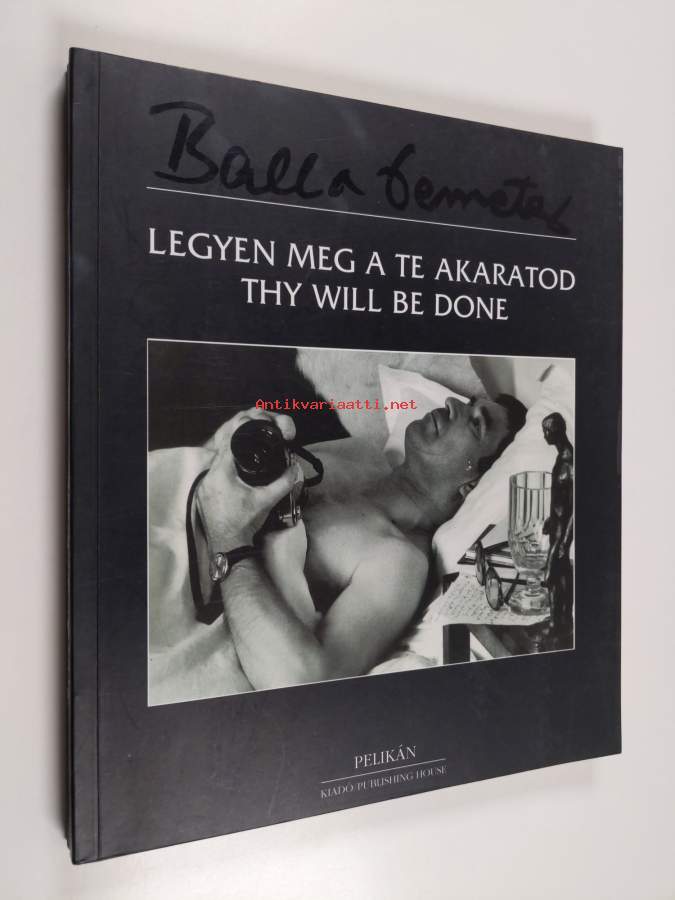 Balla Demeter
LEGYEN MEG A TE AKARATOD
THY WILL BE DONE
Antikvariaatti.net
PELIKÁN
KIADÓ/PUBLISHING HOUSE